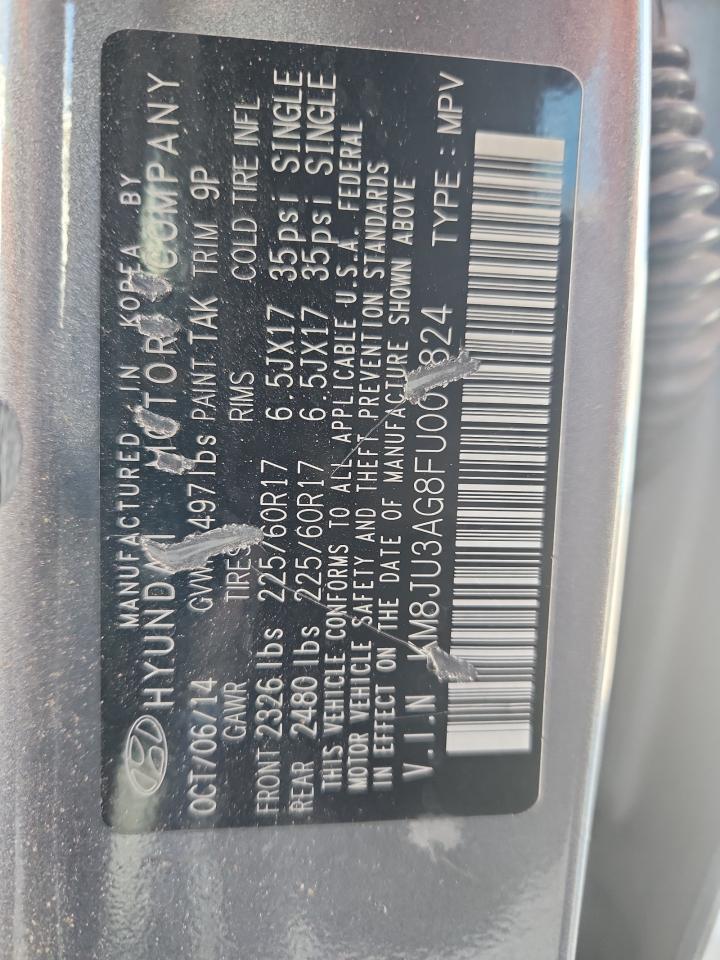 MANUFACTURED IN KOREA BY
HYUNDAI MOTOR COMPANY
OCT/06/14 4971lbs PAINT TAK TRIM 9P
GAWR TIRES RIMS COLD TIRE INFL
FRONT 2326 lbs 225/60R17 6.5JX17 35psi SINGLE
REAR 2480 lbs 225/60R17 6.5JX17 35psi SINGLE
THIS VEHICLE CONFORMS TO ALL APPLICABLE U.S.A. FEDERAL
MOTOR VEHICLE SAFETY AND THEFT PREVENTION STANDARDS
IN EFFECT ON THE DATE OF MANUFACTURE SHOWN ABOVE
V.I.N TYPE : MPV